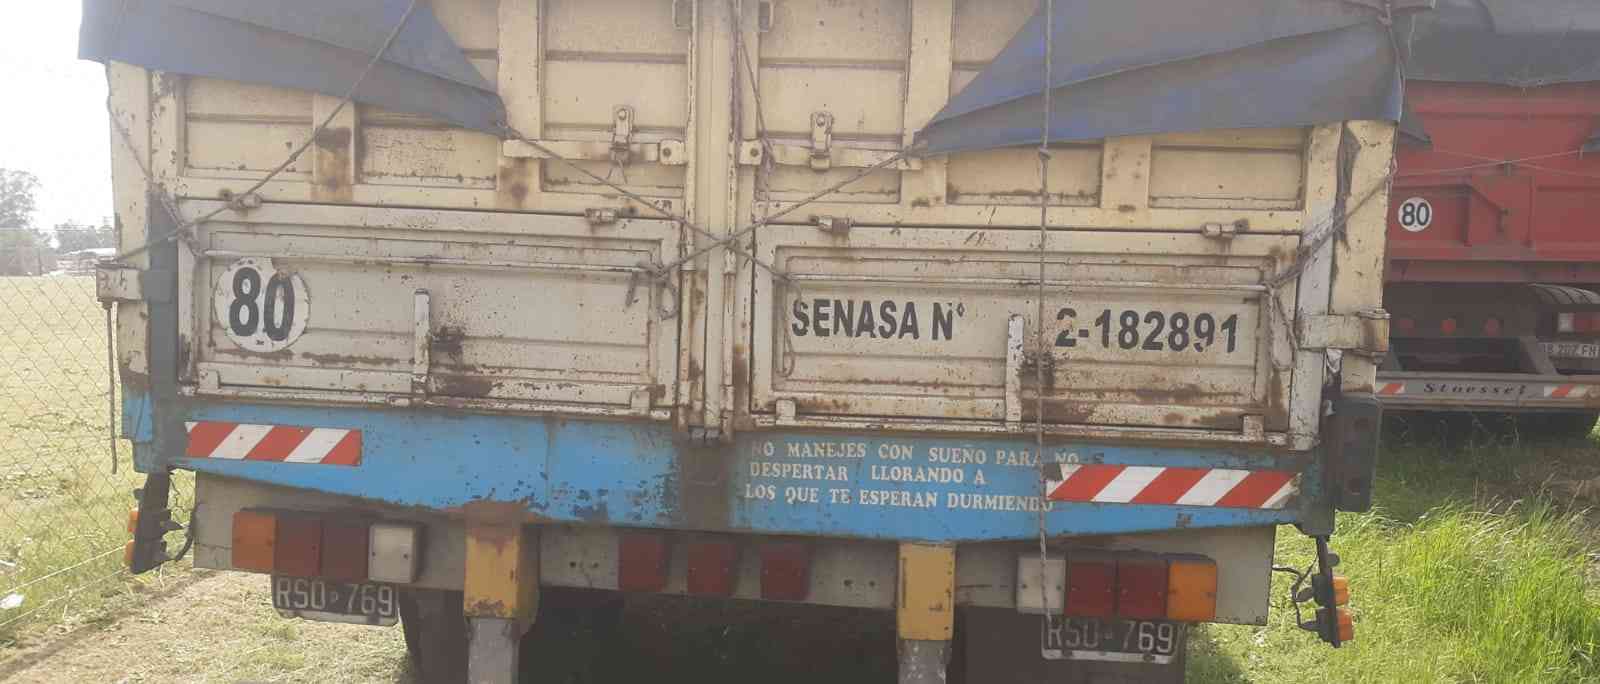 80
80
SENASA N° 2-182891
Stoessel
NO MANEJES CON SUEÑO PARA NO
DESPERTAR LLORANDO A
LOS QUE TE ESPERAN DURMIENDO
RSO 769
RSO 769